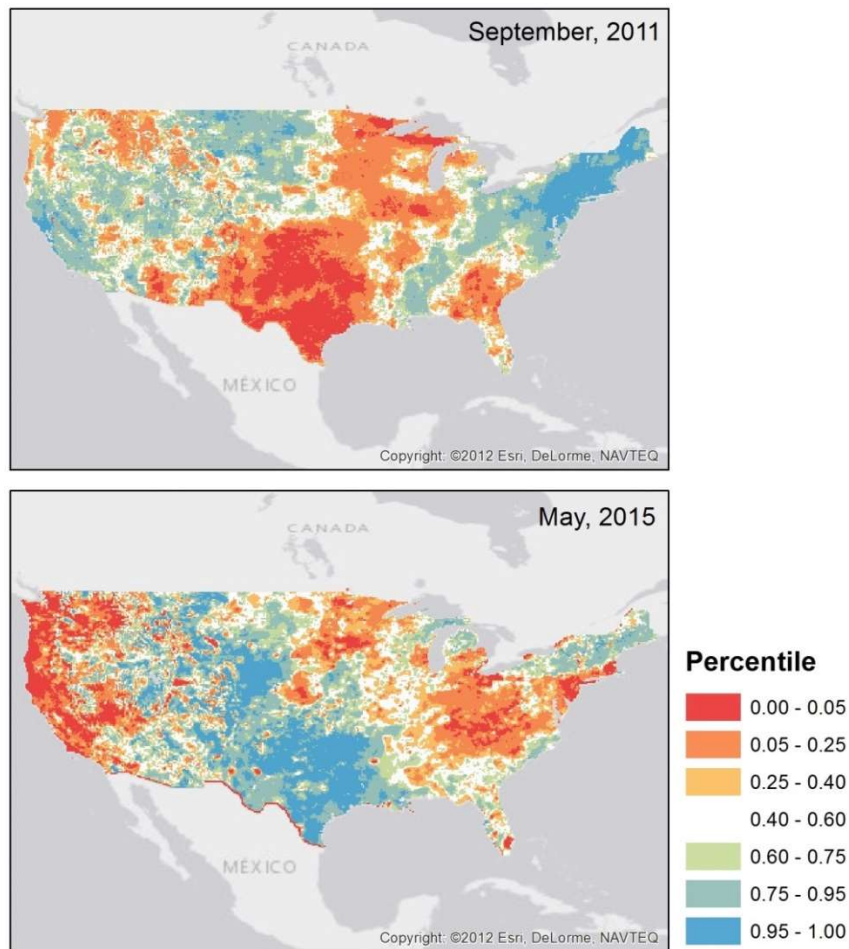 September, 2011
CANADA
MÉXICO
Copyright: ©2012 Esri, DeLorme, NAVTEQ
May, 2015
CANADA
MÉXICO
Copyright: ©2012 Esri, DeLorme, NAVTEQ
Percentile
0.00 - 0.05
0.05 - 0.25
0.25 - 0.40
0.40 - 0.60
0.60 - 0.75
0.75 - 0.95
0.95 - 1.00